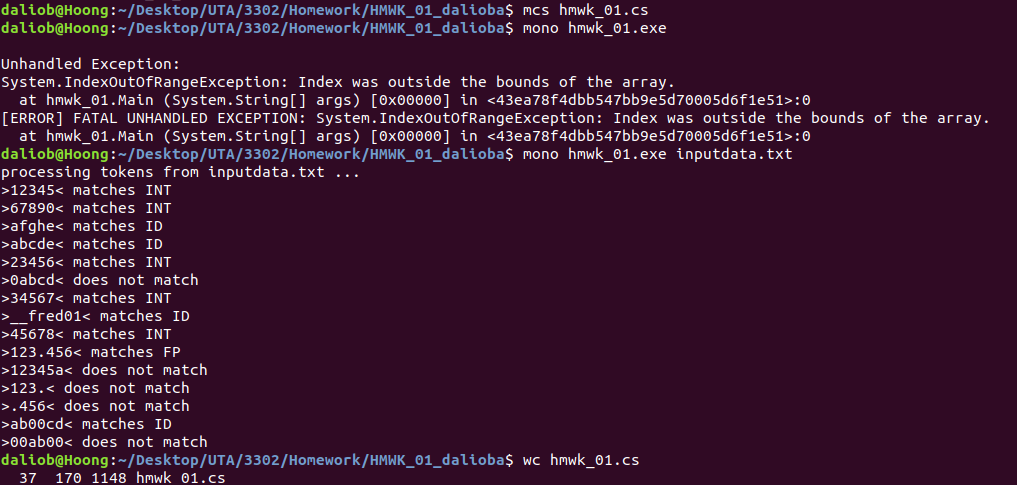 daliob@Hoong:~/Desktop/UTA/3302/Homework/HMWK_01_dalioba$ mcs hmwk_01.cs
daliob@Hoong:~/Desktop/UTA/3302/Homework/HMWK_01_dalioba$ mono hmwk_01.exe
Unhandled Exception:
System.IndexOutOfRangeException: Index was outside the bounds of the array.
  at hmwk_01.Main (System.String[] args) [0x00000] in <43ea78f4dbb547bb9e5d70005d6f1e51>:0
[ERROR] FATAL UNHANDLED EXCEPTION: System.IndexOutOfRangeException: Index was outside the bounds of the array.
  at hmwk_01.Main (System.String[] args) [0x00000] in <43ea78f4dbb547bb9e5d70005d6f1e51>:0
daliob@Hoong:~/Desktop/UTA/3302/Homework/HMWK_01_dalioba$ mono hmwk_01.exe inputdata.txt
processing tokens from inputdata.txt ...
>12345< matches INT
>67890< matches INT
>afghe< matches ID
>abcde< matches ID
>23456< matches INT
>0abcd< does not match
>34567< matches INT
>__fred01< matches ID
>45678< matches INT
>123.456< matches FP
>12345a< does not match
>123.< does not match
>.456< does not match
>ab00cd< matches ID
>00ab00< does not match
daliob@Hoong:~/Desktop/UTA/3302/Homework/HMWK_01_dalioba$ wc hmwk_01.cs
  37  170 1148 hmwk_01.cs